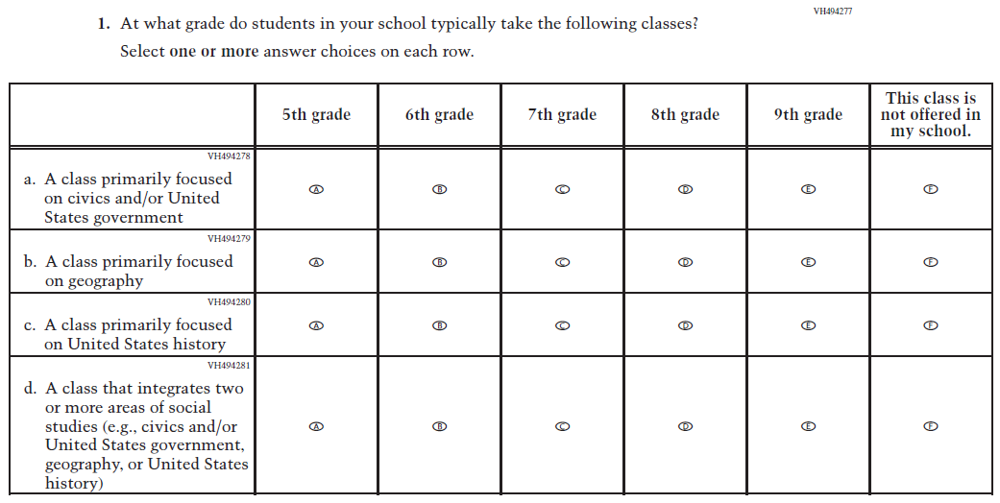 VH494277
1. At what grade do students in your school typically take the following classes?
Select one or more answer choices on each row.
5th grade 6th grade 7th grade 8th grade 9th grade This class is
not offered in
my school.
VH494278
a. A class primarily focused
on civics and/or United
States government
A B C D E F
VH494279
b. A class primarily focused
on geography
A B C D E F
VH494280
c. A class primarily focused
on United States history
A B C D E F
VH494281
d. A class that integrates two
or more areas of social
studies (e.g., civics and/or
United States government,
geography, or United States
history)
A B C D E F